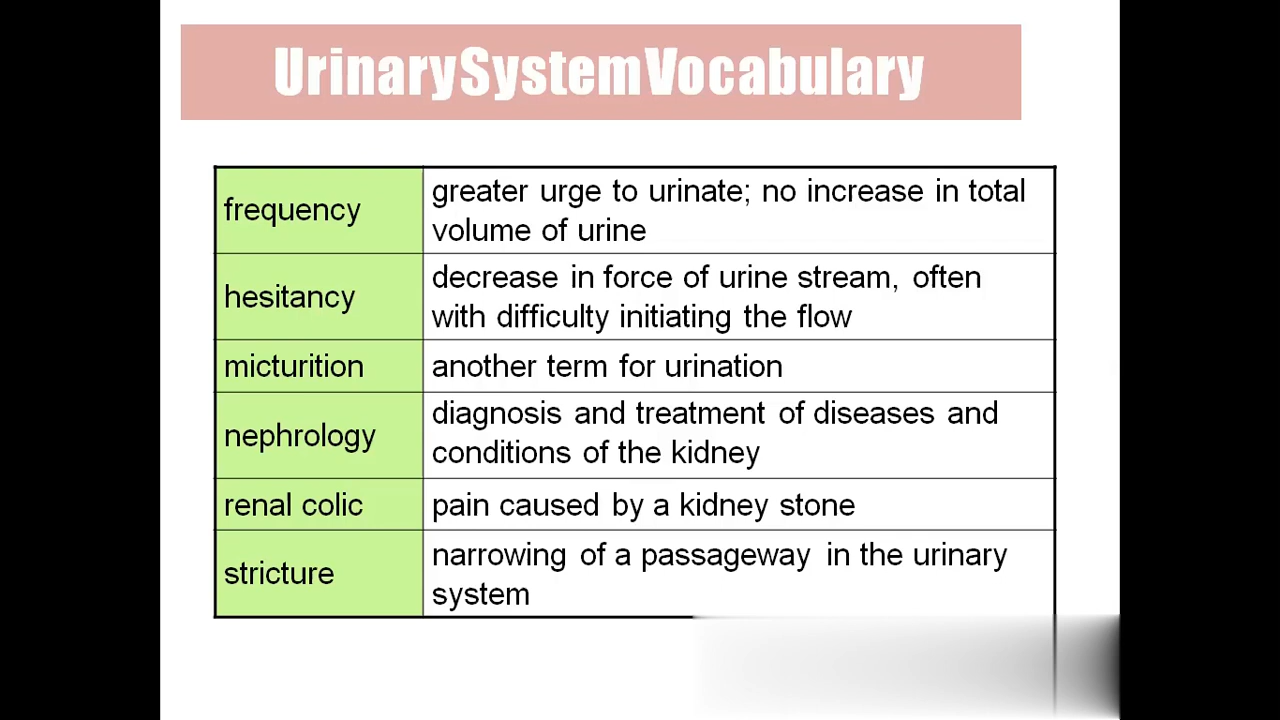 UrinarySystemVocabulary
frequency
greater urge to urinate; no increase in total
volume of urine
hesitancy
decrease in force of urine stream, often
with difficulty initiating the flow
micturition
another term for urination
nephrology
diagnosis and treatment of diseases and
conditions of the kidney
renal colic
pain caused by a kidney stone
stricture
narrowing of a passageway in the urinary
system